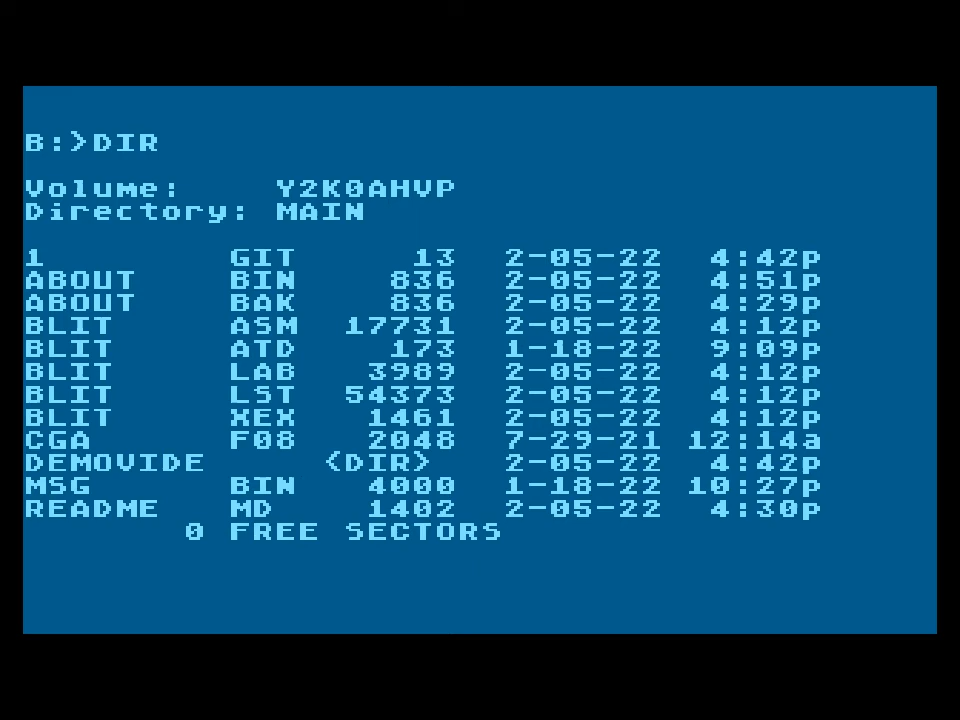 B:>DIR
Volume: Y2K0AHVP
Directory: MAIN
1 GIT 13 2-05-22 4:42p
ABOUT BIN 836 2-05-22 4:51p
ABOUT BAK 836 2-05-22 4:29p
BLIT ASM 17731 2-05-22 4:12p
BLIT ATD 173 1-18-22 9:09p
BLIT LAB 3989 2-05-22 4:12p
BLIT LST 54373 2-05-22 4:12p
BLIT XEX 1461 2-05-22 4:12p
CGA F08 2048 7-29-21 12:14a
DEMOVIDE <DIR> 2-05-22 4:42p
MSG BIN 4000 1-18-22 10:27p
README MD 1402 2-05-22 4:30p
0 FREE SECTORS